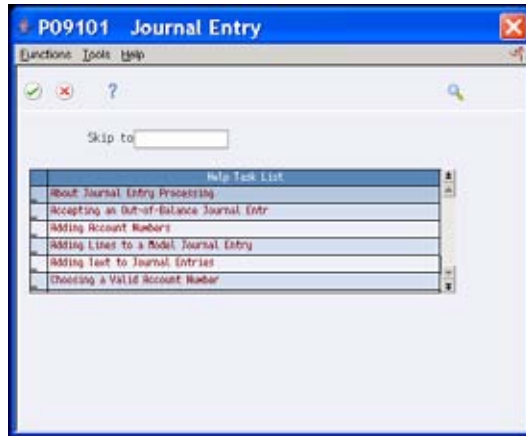 P09101 Journal Entry
Functions Tools Help
?
Skip to
Help Task List
About Journal Entry Processing
Accepting an Out-of-Balance Journal Entr
Adding Account Numbers
Adding Lines to a Model Journal Entry
Adding Text to Journal Entries
Choosing a Valid Account Number